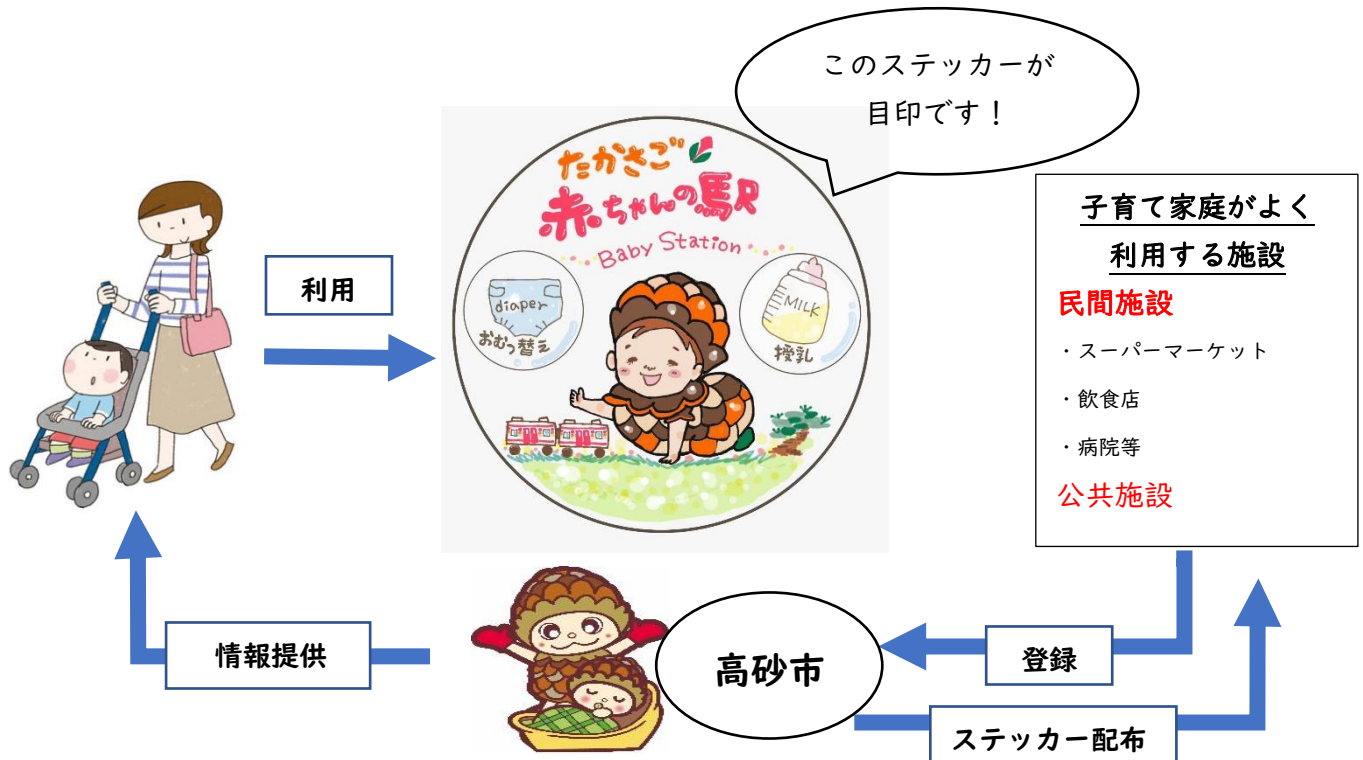 このステッカーが
目印です！
たかさご
赤ちゃんの駅
Baby Station
diaper
おむつ替え
MILK
授乳
利用
子育て家庭がよく
利用する施設
民間施設
・スーパーマーケット
・飲食店
・病院等
公共施設
情報提供
高砂市
登録
ステッカー配布